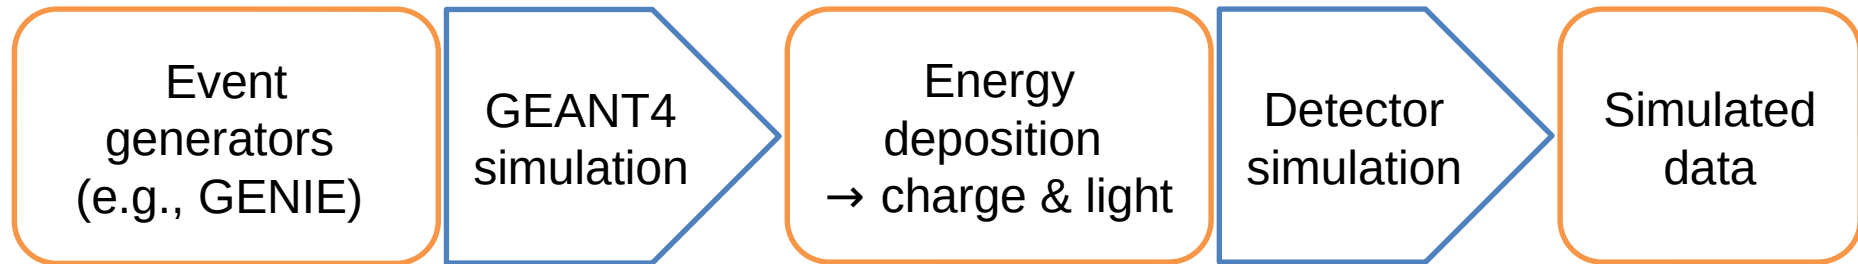 Event
generators
(e.g., GENIE)
GEANT4
simulation
Energy
deposition
→ charge & light
Detector
simulation
Simulated
data